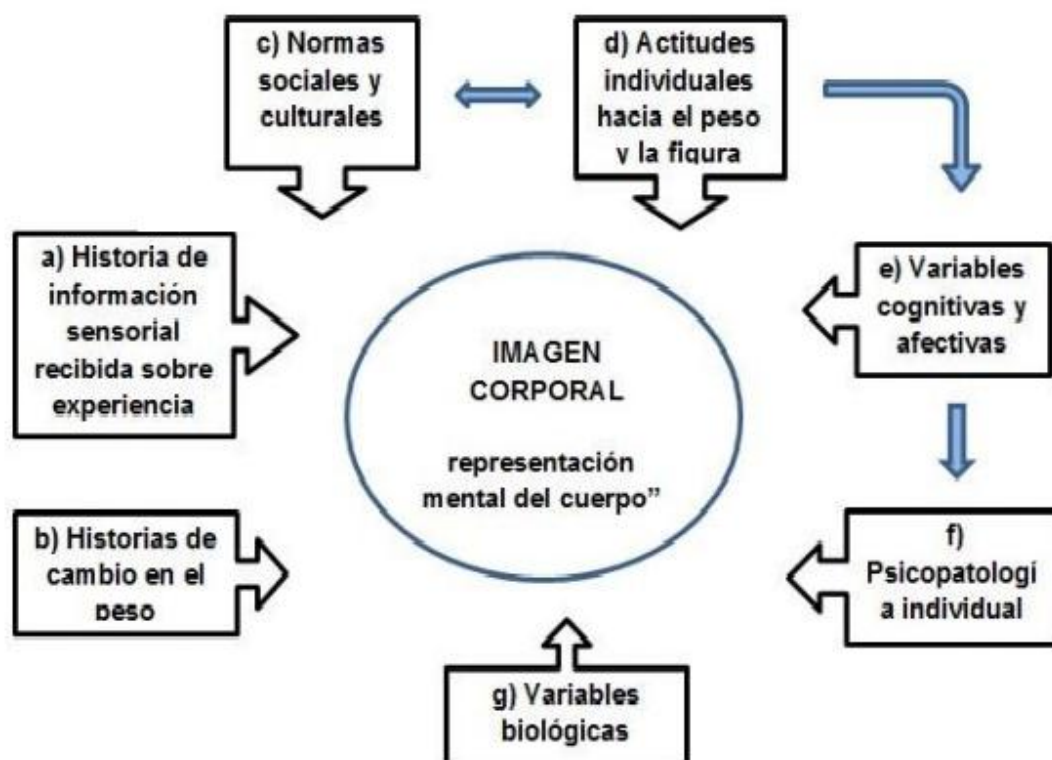 c) Normas
sociales y
culturales
d) Actitudes
individuales
hacia el peso
y la figura
a) Historia de
información
sensorial
recibida sobre
experiencia
e) Variables
cognitivas y
afectivas
IMAGEN
CORPORAL
representación
mental del cuerpo”
b) Historias de
cambio en el
peso
f)
Psicopatologí
a individual
g) Variables
biológicas